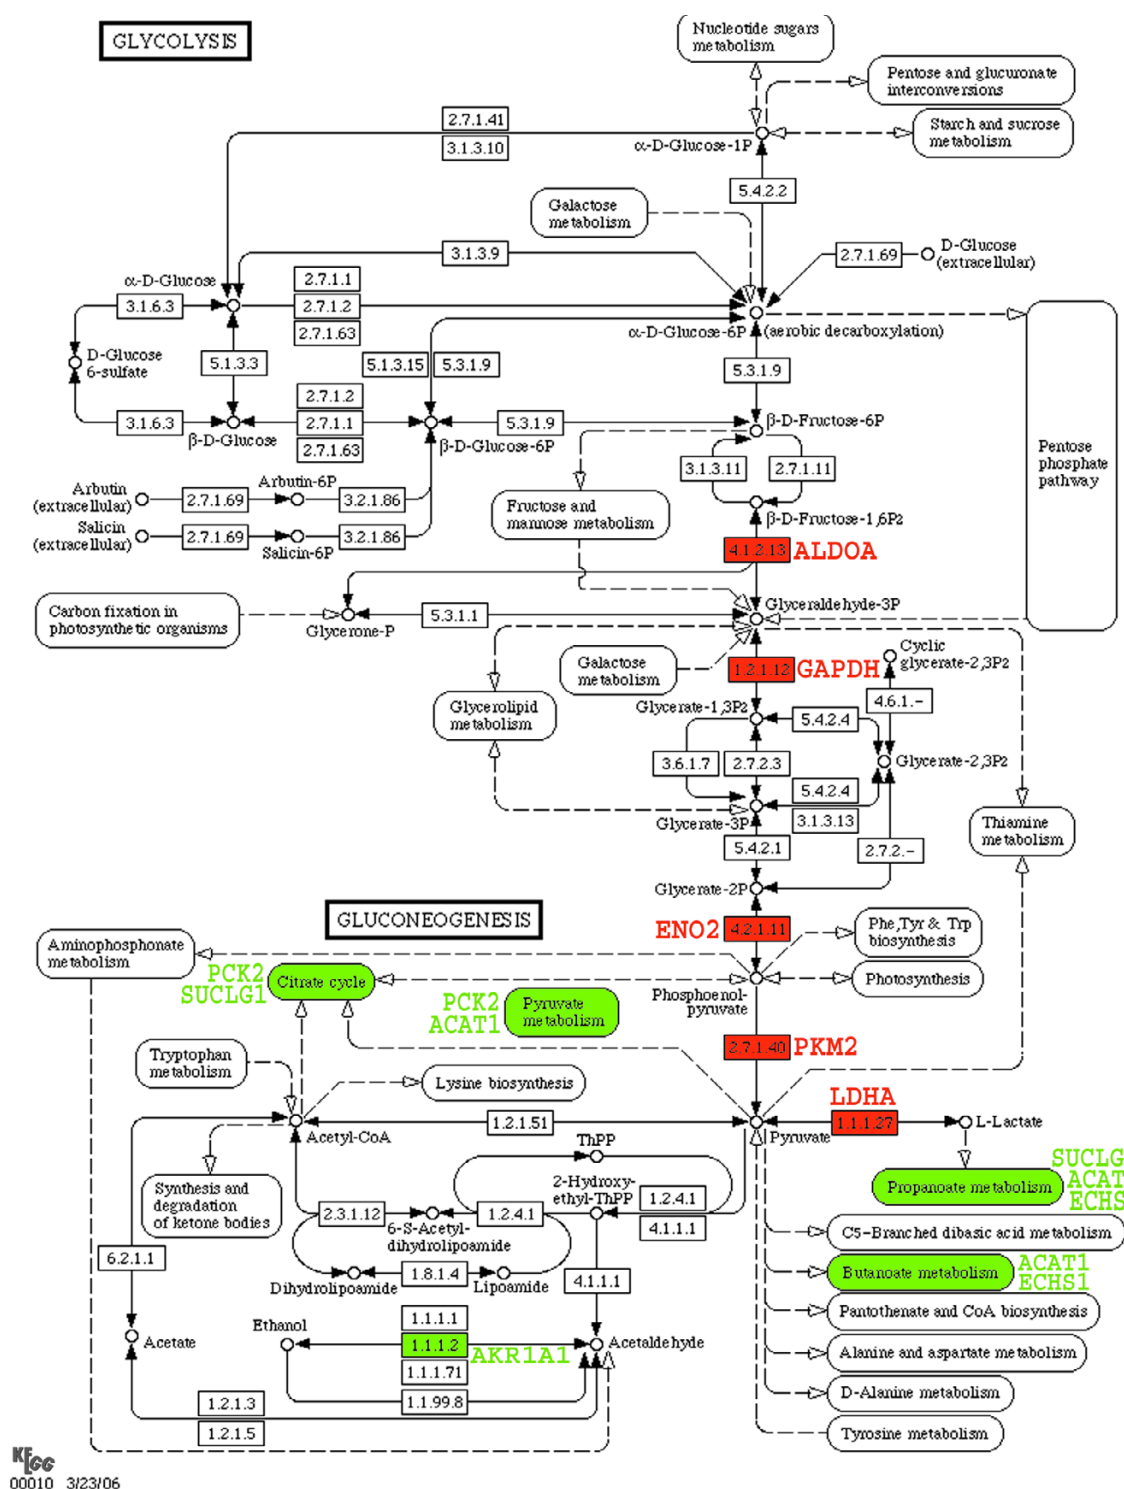 GLYCOLYSIS
Nucleotide sugars
metabolism
Pentose and glucuronate
interconversions
Starch and sucrose
metabolism
2.7.1.41
3.1.3.10
α-D-Glucose-1P
5.4.2.2
Galactose
metabolism
3.1.3.9
2.7.1.69
D-Glucose
(extracellular)
α-D-Glucose
2.7.1.1
3.1.6.3
2.7.1.2
2.7.1.63
α-D-Glucose-6P
(aerobic decarboxylation)
D-Glucose
6-sulfate
5.1.3.3
5.1.3.15
5.3.1.9
5.3.1.9
2.7.1.2
3.1.6.3
2.7.1.1
5.3.1.9
β-D-Fructose-6P
β-D-Glucose
2.7.1.63
β-D-Glucose-6P
3.1.3.11
2.7.1.11
Pentose
phosphate
pathway
Arbutin
(extracellular)
2.7.1.69
Arbutin-6P
3.2.1.86
Fructose and
mannose metabolism
β-D-Fructose-1,6P2
Salicin
(extracellular)
2.7.1.69
Salicin-6P
3.2.1.86
4.1.2.13
ALDOA
Carbon fixation in
photosynthetic organisms
Glycerone-P
5.3.1.1
Glyceraldehyde-3P
Galactose
metabolism
1.2.1.12
GAPDH
Cyclic
glycerate-2,3P2
Glycerolipid
metabolism
Glycerate-1,3P2
5.4.2.4
4.6.1.-
3.6.1.7
2.7.2.3
Glycerate-2,3P2
5.4.2.4
3.1.3.13
Glycerate-3P
5.4.2.1
2.7.2.-
Thiamine
metabolism
Glycerate-2P
GLUCONEOGENESIS
ENO2
4.2.1.11
Phe,Tyr & Trp
biosynthesis
Aminophosphonate
metabolism
PCK2
SUCLG1
Citrate cycle
PCK2
ACAT1
Pyruvate
metabolism
Phosphoenol-
pyruvate
Photosynthesis
2.7.1.40
PKM2
Tryptophan
metabolism
Lysine biosynthesis
LDHA
Acetyl-CoA
1.2.1.51
Pyruvate
1.1.1.27
L-Lactate
ThPP
Synthesis and
degradation
of ketone bodies
2-Hydroxy-
ethyl-ThPP
1.2.4.1
4.1.1.1
Propanoate metabolism
SUCLG
ACAT
ECHS
2.3.1.12
6-S-Acetyl-
dihydrolipoamide
1.2.4.1
C5-Branched dibasic acid metabolism
6.2.1.1
Dihydrolipoamide
1.8.1.4
Lipoamide
4.1.1.1
Butanoate metabolism
ACAT1
ECHS1
Pantothenate and CoA biosynthesis
Ethanol
1.1.1.1
Acetate
1.1.1.2
AKR1A1
Acetaldehyde
Alanine and aspartate metabolism
1.1.1.71
1.1.99.8
D-Alanine metabolism
1.2.1.3
1.2.1.5
Tyrosine metabolism
KEGG
00010 3/23/06